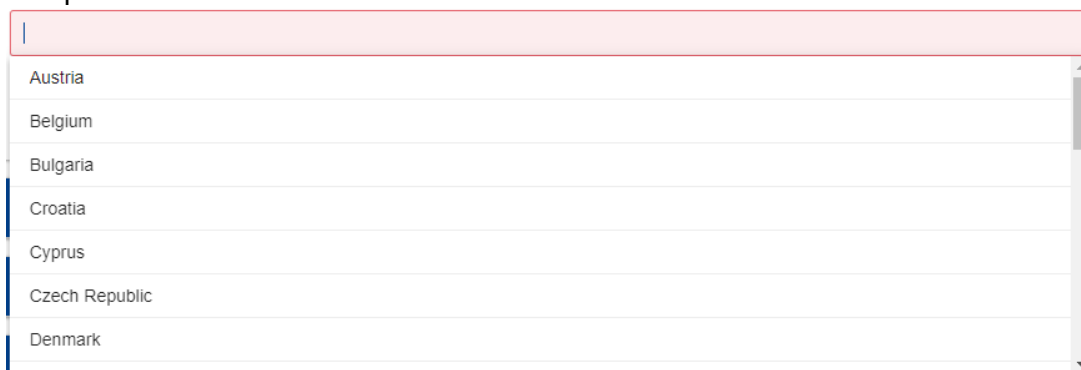 Austria
Belgium
Bulgaria
Croatia
Cyprus
Czech Republic
Denmark